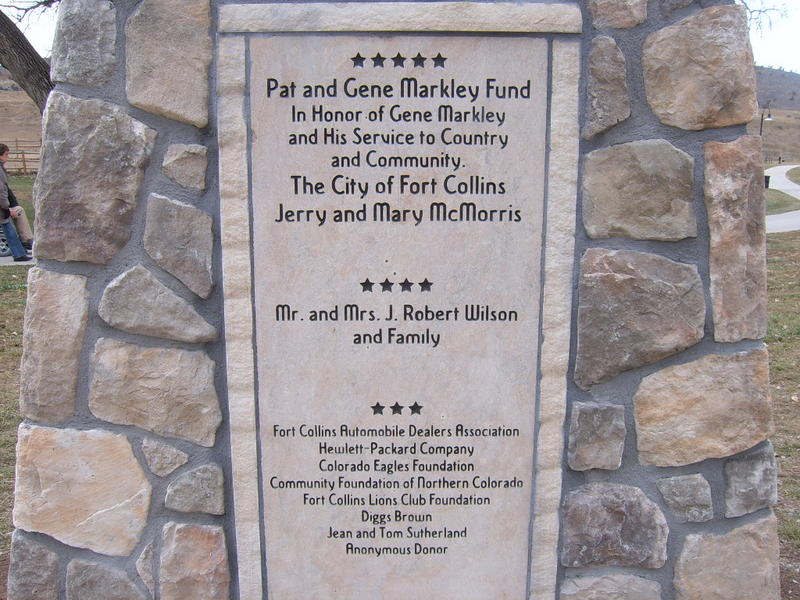 ★★★★★
Pat and Gene Markley Fund
In Honor of Gene Markley
and His Service to Country
and Community.
The City of Fort Collins
Jerry and Mary McMorris
★★★★
Mr. and Mrs. J. Robert Wilson
and Family
★★★
Fort Collins Automobile Dealers Association
Hewlett-Packard Company
Colorado Eagles Foundation
Community Foundation of Northern Colorado
Fort Collins Lions Club Foundation
Diggs Brown
Jean and Tom Sutherland
Anonymous Donor